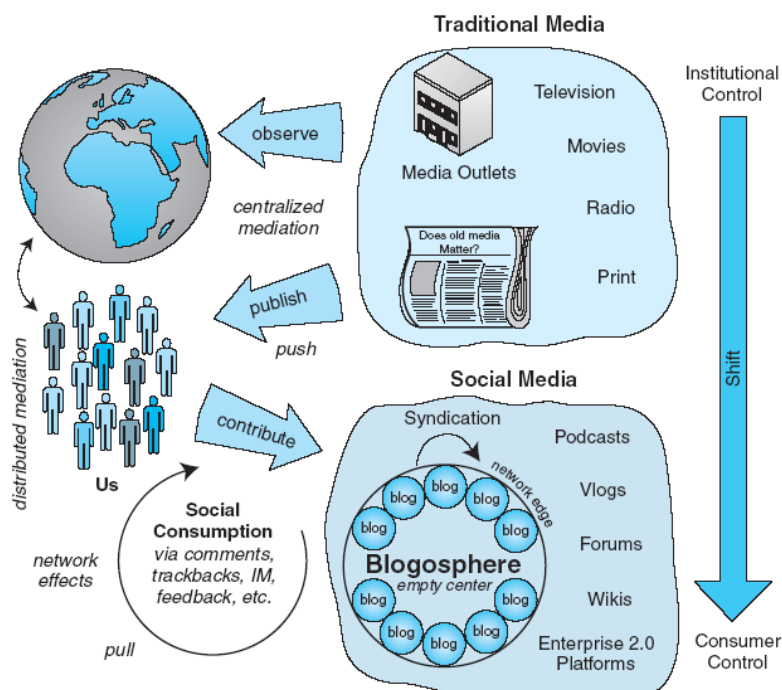 Traditional Media
Institutional
Control
observe
Television
Movies
Media Outlets
centralized
mediation
Radio
Does old media
Matter?
Print
publish
push
Shift
distributed mediation
Us
contribute
Social Media
Syndication
network edge
Podcasts
Vlogs
Forums
Wikis
Enterprise 2.0
Platforms
blog
blog
blog
blog
blog
blog
blog
Blogosphere
empty center
blog
blog
blog
blog
blog
Social
Consumption
via comments,
trackbacks, IM,
feedback, etc.
network
effects
pull
Consumer
Control